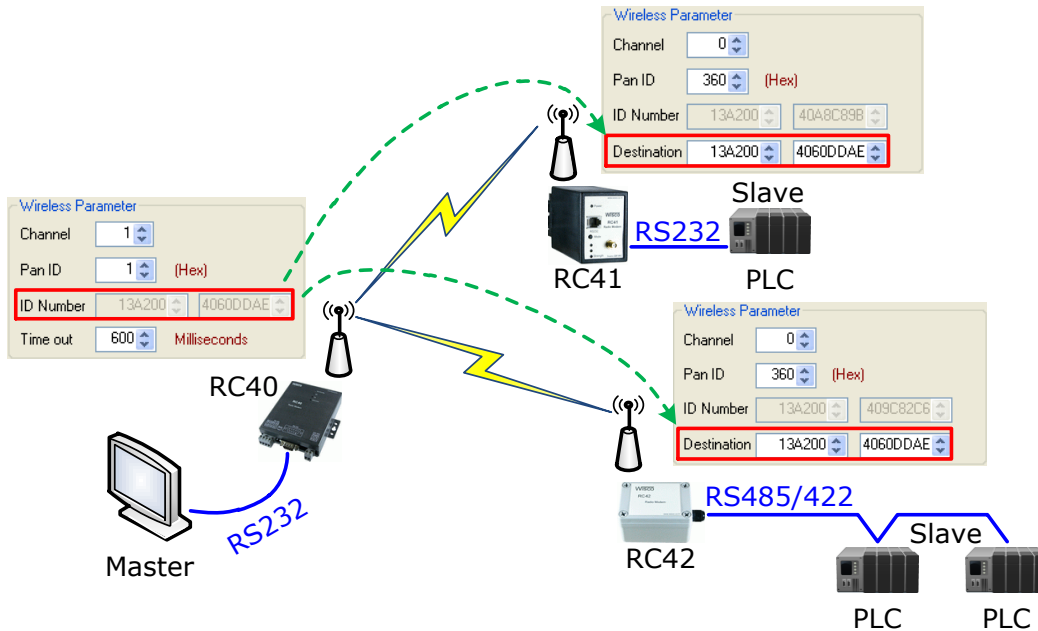 Wireless Parameter
Channel 0
Pan ID 360 (Hex)
ID Number 13A200 40A8C89B
Destination 13A200 4060DDAE
Slave
RS232
RC41
PLC
Wireless Parameter
Channel 1
Pan ID 1 (Hex)
ID Number 13A200 4060DDAE
Time out 600 Milliseconds
RC40
RS232
Master
Wireless Parameter
Channel 0
Pan ID 360 (Hex)
ID Number 13A200 409C82C6
Destination 13A200 4060DDAE
RS485/422
RC42
Slave
PLC
PLC